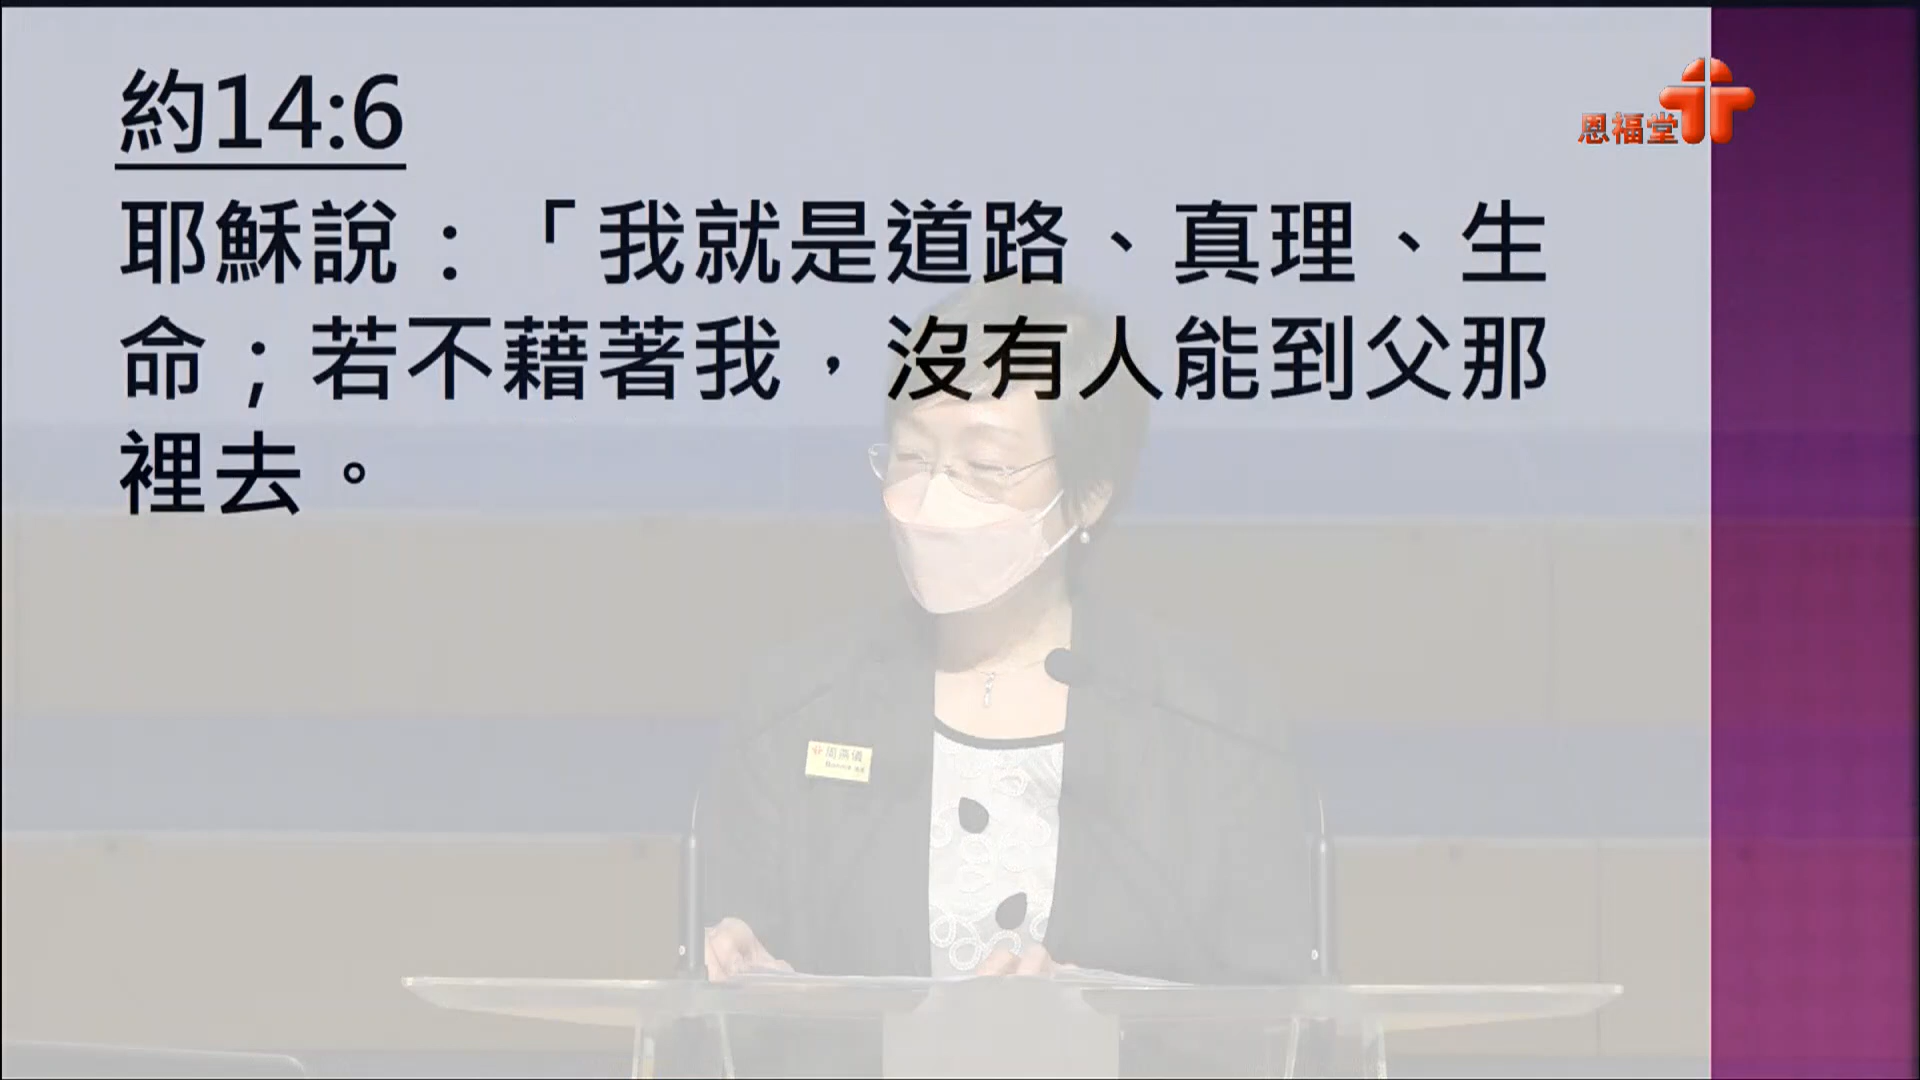 約14:6
恩福堂
耶穌說：「我就是道路、真理、生
命；若不藉著我，沒有人能到父那
裡去。